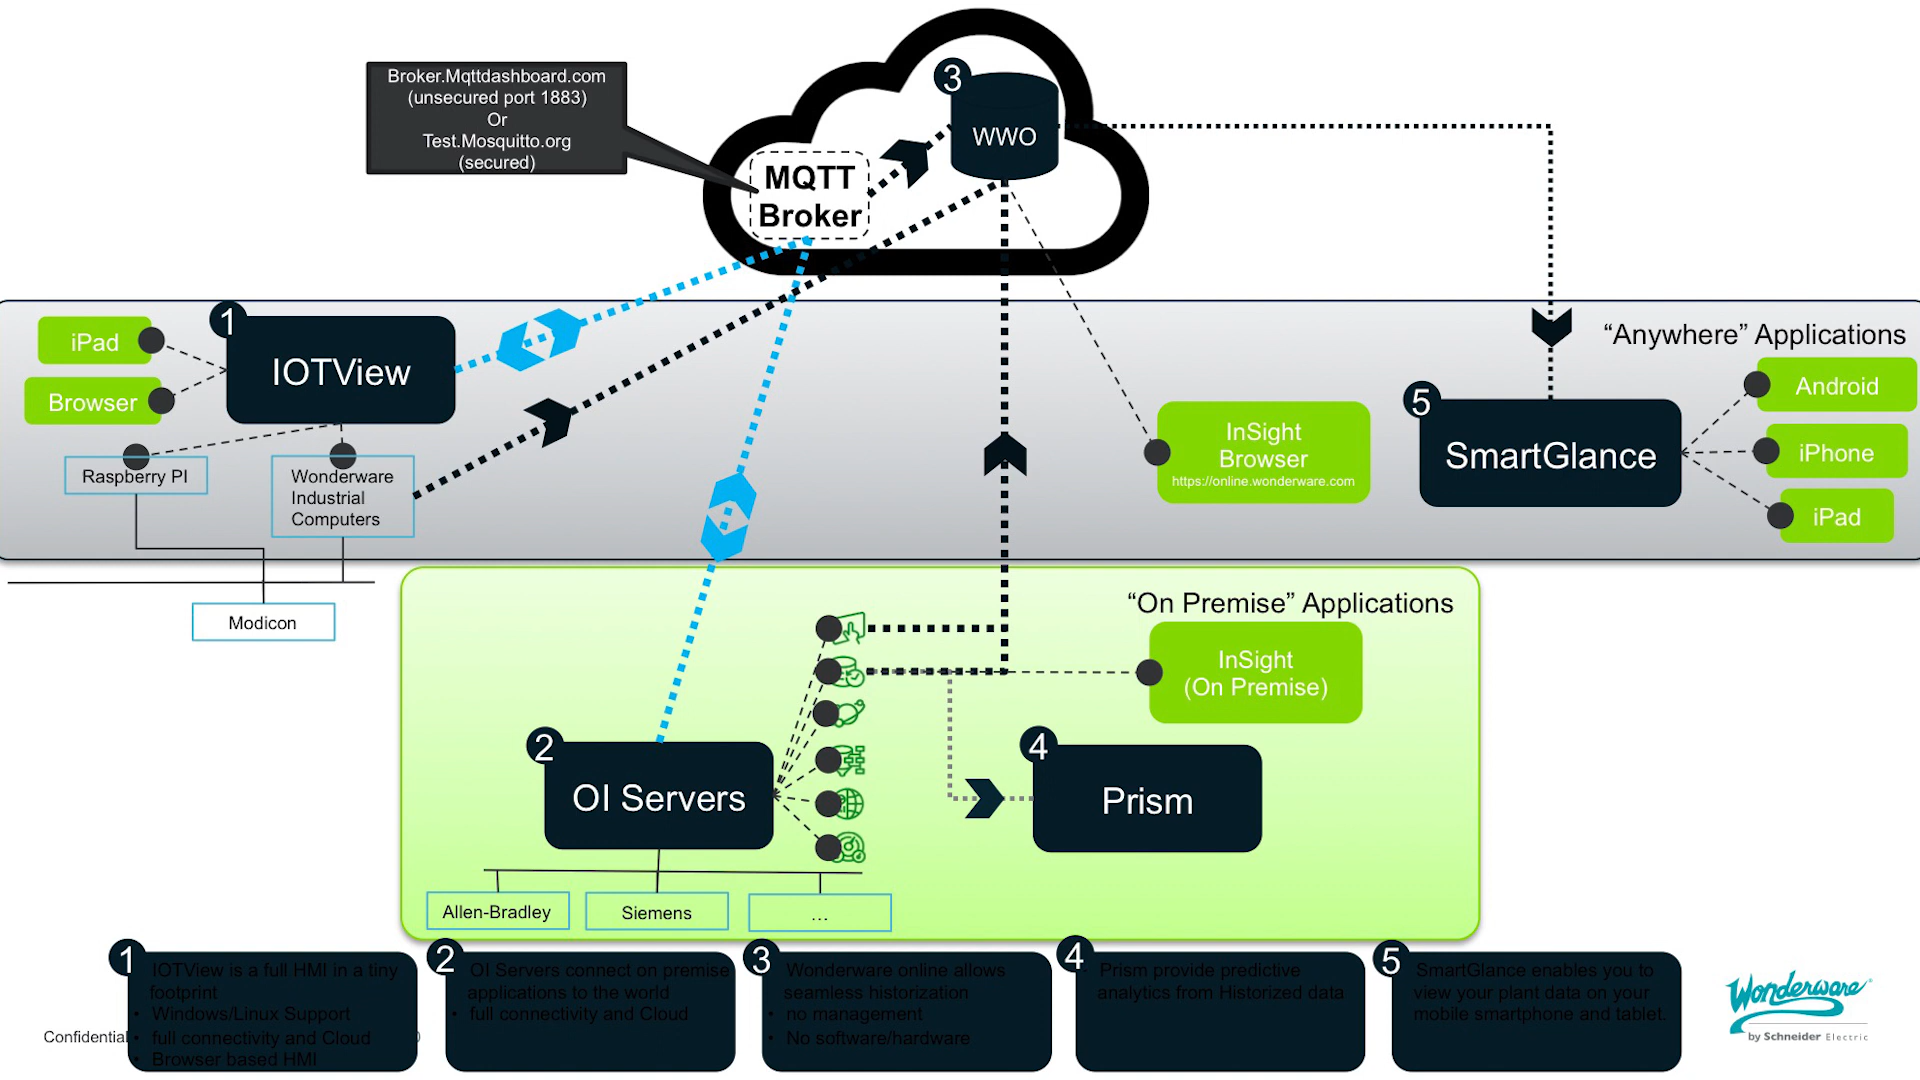 Broker.Mqttdashboard.com
(unsecured port 1883)
Or
Test.Mosquitto.org
(secured)
3
WWO
MQTT
Broker
1
IOTView
iPad
Browser
Raspberry PI
Wonderware
Industrial
Computers
Modicon
“Anywhere” Applications
InSight
Browser
https://online.wonderware.com
5
SmartGlance
Android
iPhone
iPad
“On Premise” Applications
InSight
(On Premise)
2
OI Servers
4
Prism
Allen-Bradley
Siemens
...
1
IOTView is a full HMI in a tiny
footprint
• Windows/Linux Support
• full connectivity and Cloud
• Browser based HMI
2
OI Servers connect on premise
applications to the world
• full connectivity and Cloud
3
Wonderware online allows
seamless historization
• no management
• No software/hardware
4
Prism provide predictive
analytics from Historized data
5
SmartGlance enables you to
view your plant data on your
mobile smartphone and tablet.
Confidential
Wonderware
by Schneider Electric